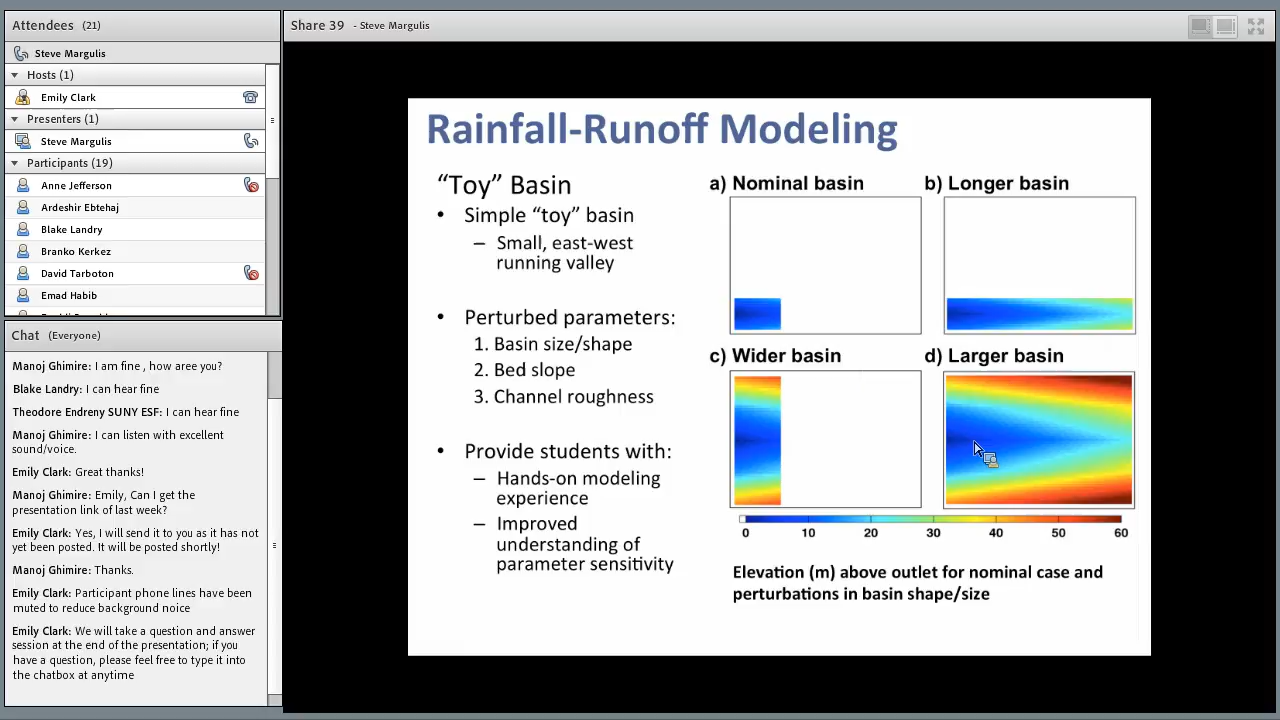 Attendees (21)
Steve Margulis
Hosts (1)
Emily Clark
Presenters (1)
Steve Margulis
Participants (19)
Anne Jefferson
Ardeshir Ebtehaj
Blake Landry
Branko Kerkez
David Tarboton
Emad Habib
Chat (Everyone)
Manoj Ghimire: I am fine , how aree you?
Blake Landry: I can hear fine
Theodore Endreny SUNY ESF: I can hear fine
Manoj Ghimire: I can listen with excellent
sound/voice.
Emily Clark: Great thanks!
Manoj Ghimire: Emily, Can I get the
presentation link of last week?
Emily Clark: Yes, I will send it to you as it has not
yet been posted. It will be posted shortly!
Manoj Ghimire: Thanks.
Emily Clark: Participant phone lines have been
muted to reduce background noice
Emily Clark: We will take a question and answer
session at the end of the presentation; if you
have a question, please feel free to type it into
the chatbox at anytime
Share 39 - Steve Margulis
Rainfall-Runoff Modeling
“Toy” Basin
• Simple “toy” basin
– Small, east-west
running valley
• Perturbed parameters:
1. Basin size/shape
2. Bed slope
3. Channel roughness
• Provide students with:
– Hands-on modeling
experience
– Improved
understanding of
parameter sensitivity
a) Nominal basin
b) Longer basin
c) Wider basin
d) Larger basin
0 10 20 30 40 50 60
Elevation (m) above outlet for nominal case and
perturbations in basin shape/size